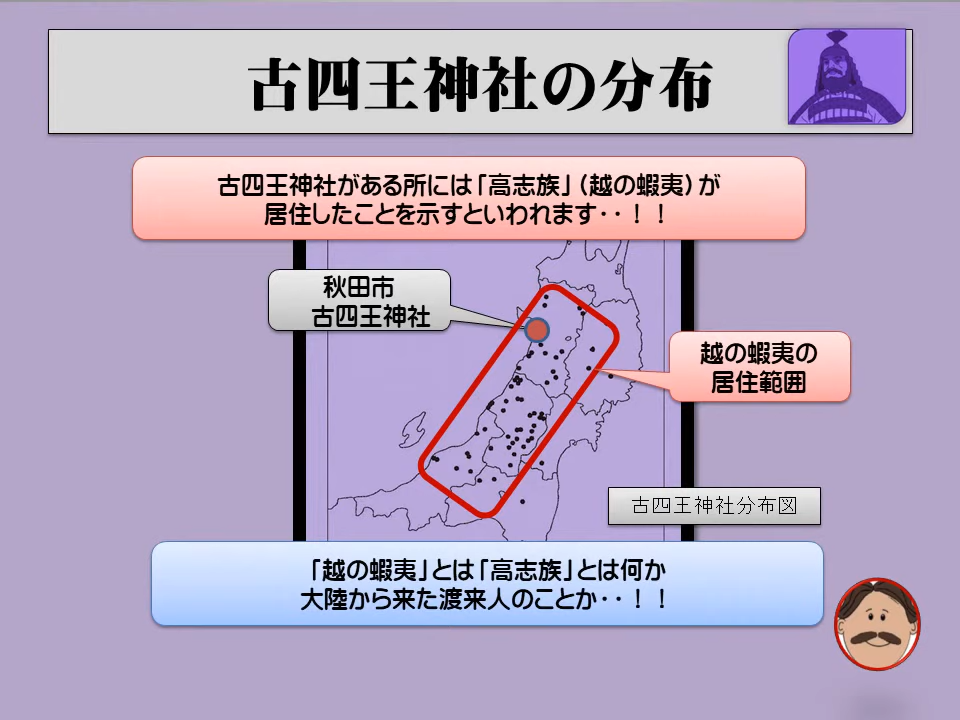 古四王神社の分布
古四王神社がある所には「高志族」（越の蝦夷）が
居住したことを示すといわれます・・！！
秋田市
古四王神社
越の蝦夷の
居住範囲
古四王神社分布図
「越の蝦夷」とは「高志族」とは何か
大陸から来た渡来人のことか・・！！